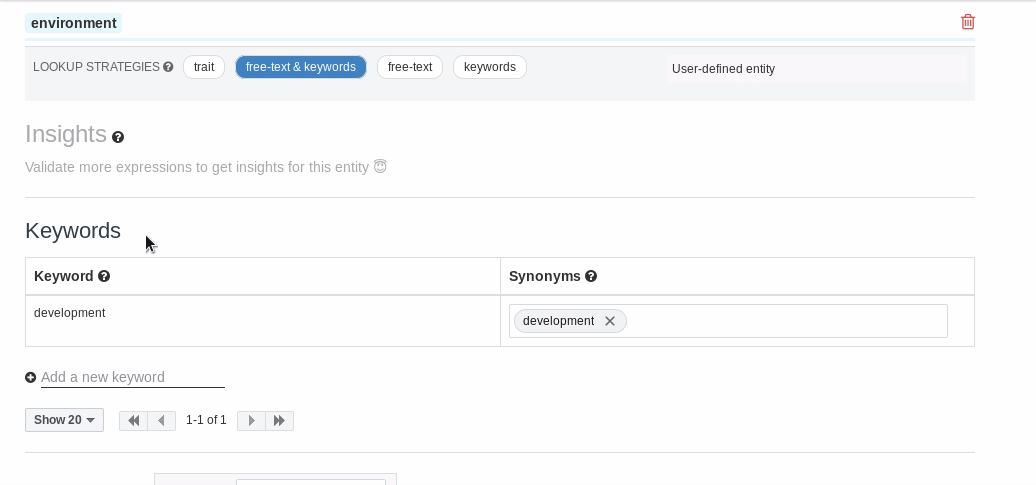 environment
LOOKUP STRATEGIES trait free-text & keywords free-text keywords User-defined entity
Insights
Validate more expressions to get insights for this entity
Keywords
Keyword Synonyms
development development
Add a new keyword
Show 20 1-1 of 1